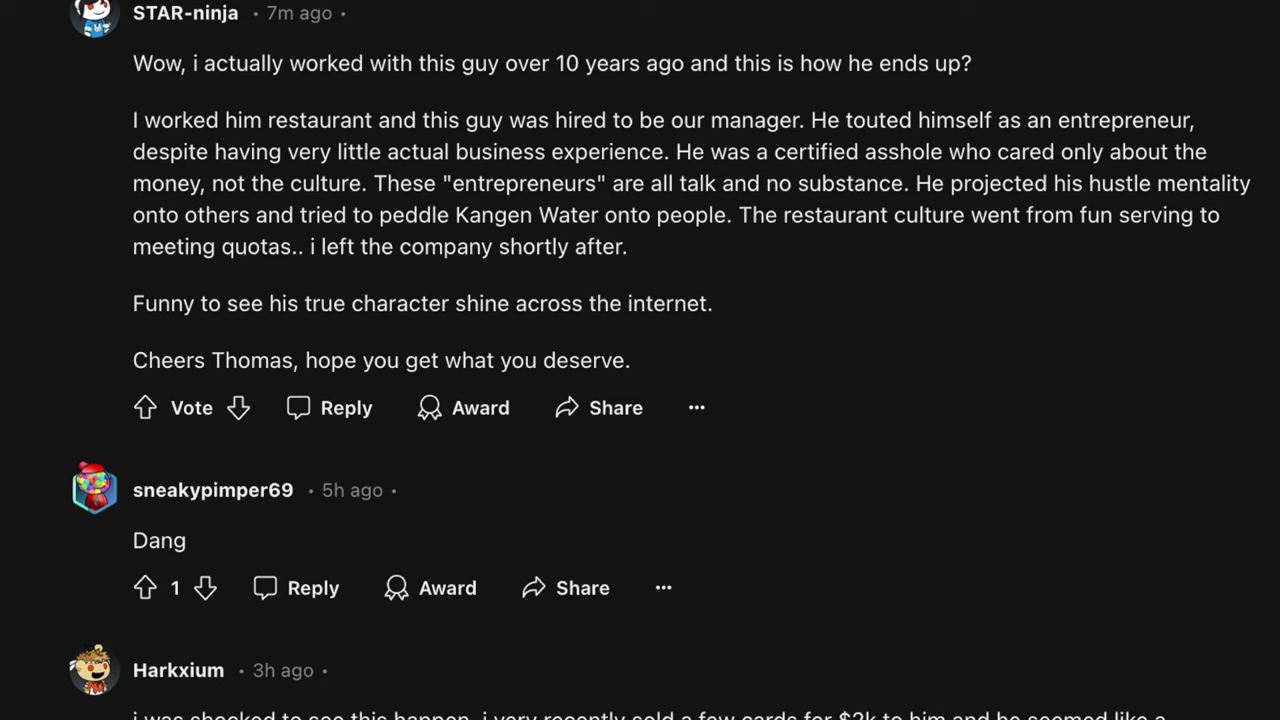 STAR-ninja • 7m ago •
Wow, i actually worked with this guy over 10 years ago and this is how he ends up?
I worked him restaurant and this guy was hired to be our manager. He touted himself as an entrepreneur,
despite having very little actual business experience. He was a certified asshole who cared only about the
money, not the culture. These "entrepreneurs" are all talk and no substance. He projected his hustle mentality
onto others and tried to peddle Kangen Water onto people. The restaurant culture went from fun serving to
meeting quotas.. i left the company shortly after.
Funny to see his true character shine across the internet.
Cheers Thomas, hope you get what you deserve.
Vote Reply Award Share ...
sneakypimper69 • 5h ago •
Dang
1 Reply Award Share ...
Harkxium • 3h ago •
i was shocked to see this happen, i very recently sold a few cards for $2k to him and he seemed like a